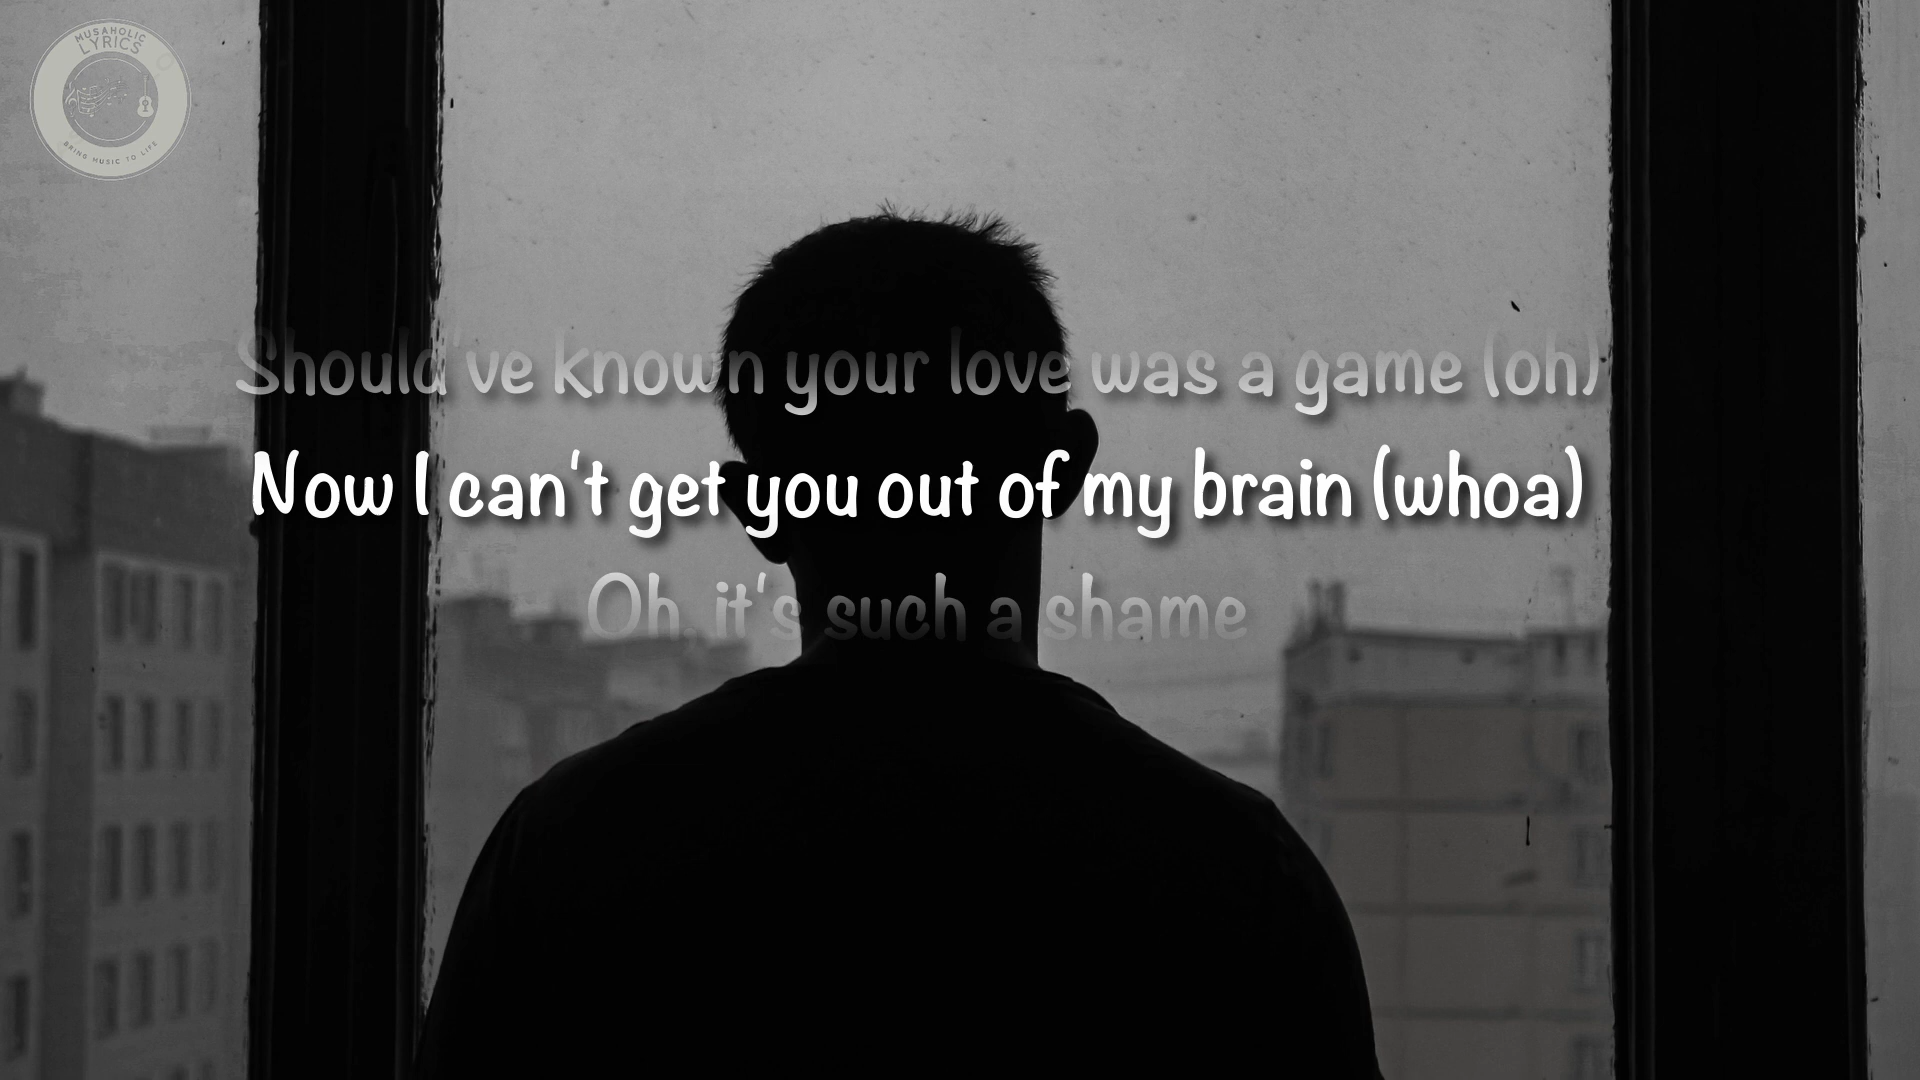 MUSAHOLIC
LYRICS
BRING MUSIC TO LIFE
Should've known your love was a game (oh)
Now I can't get you out of my brain (whoa)
Oh, it's such a shame